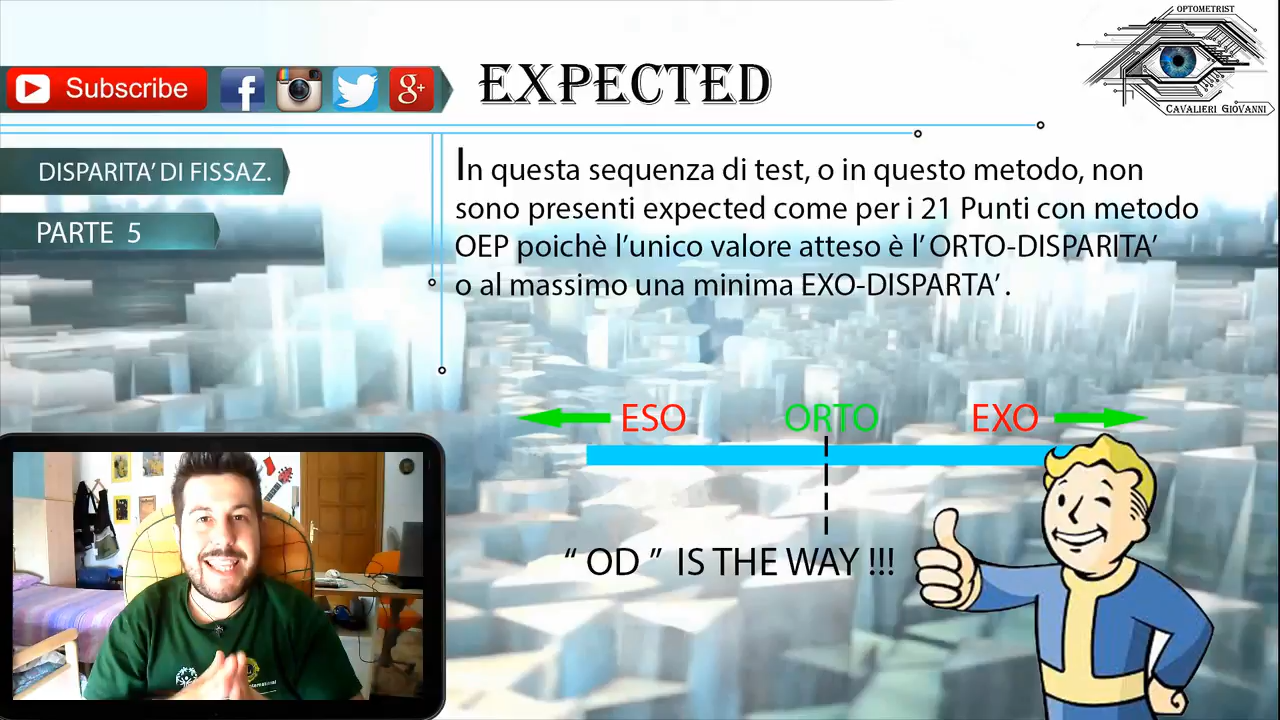 OPTOMETRIST
CAVALIERI GIOVANNI
Subscribe
f
g+
EXPECTED
DISPARITA’ DI FISSAZ.
PARTE 5
In questa sequenza di test, o in questo metodo, non
sono presenti expected come per i 21 Punti con metodo
OEP poichè l’unico valore atteso è l’ ORTO-DISPARITA’
o al massimo una minima EXO-DISPARTA’ .
ESO
ORTO
EXO
“ OD ” IS THE WAY !!!